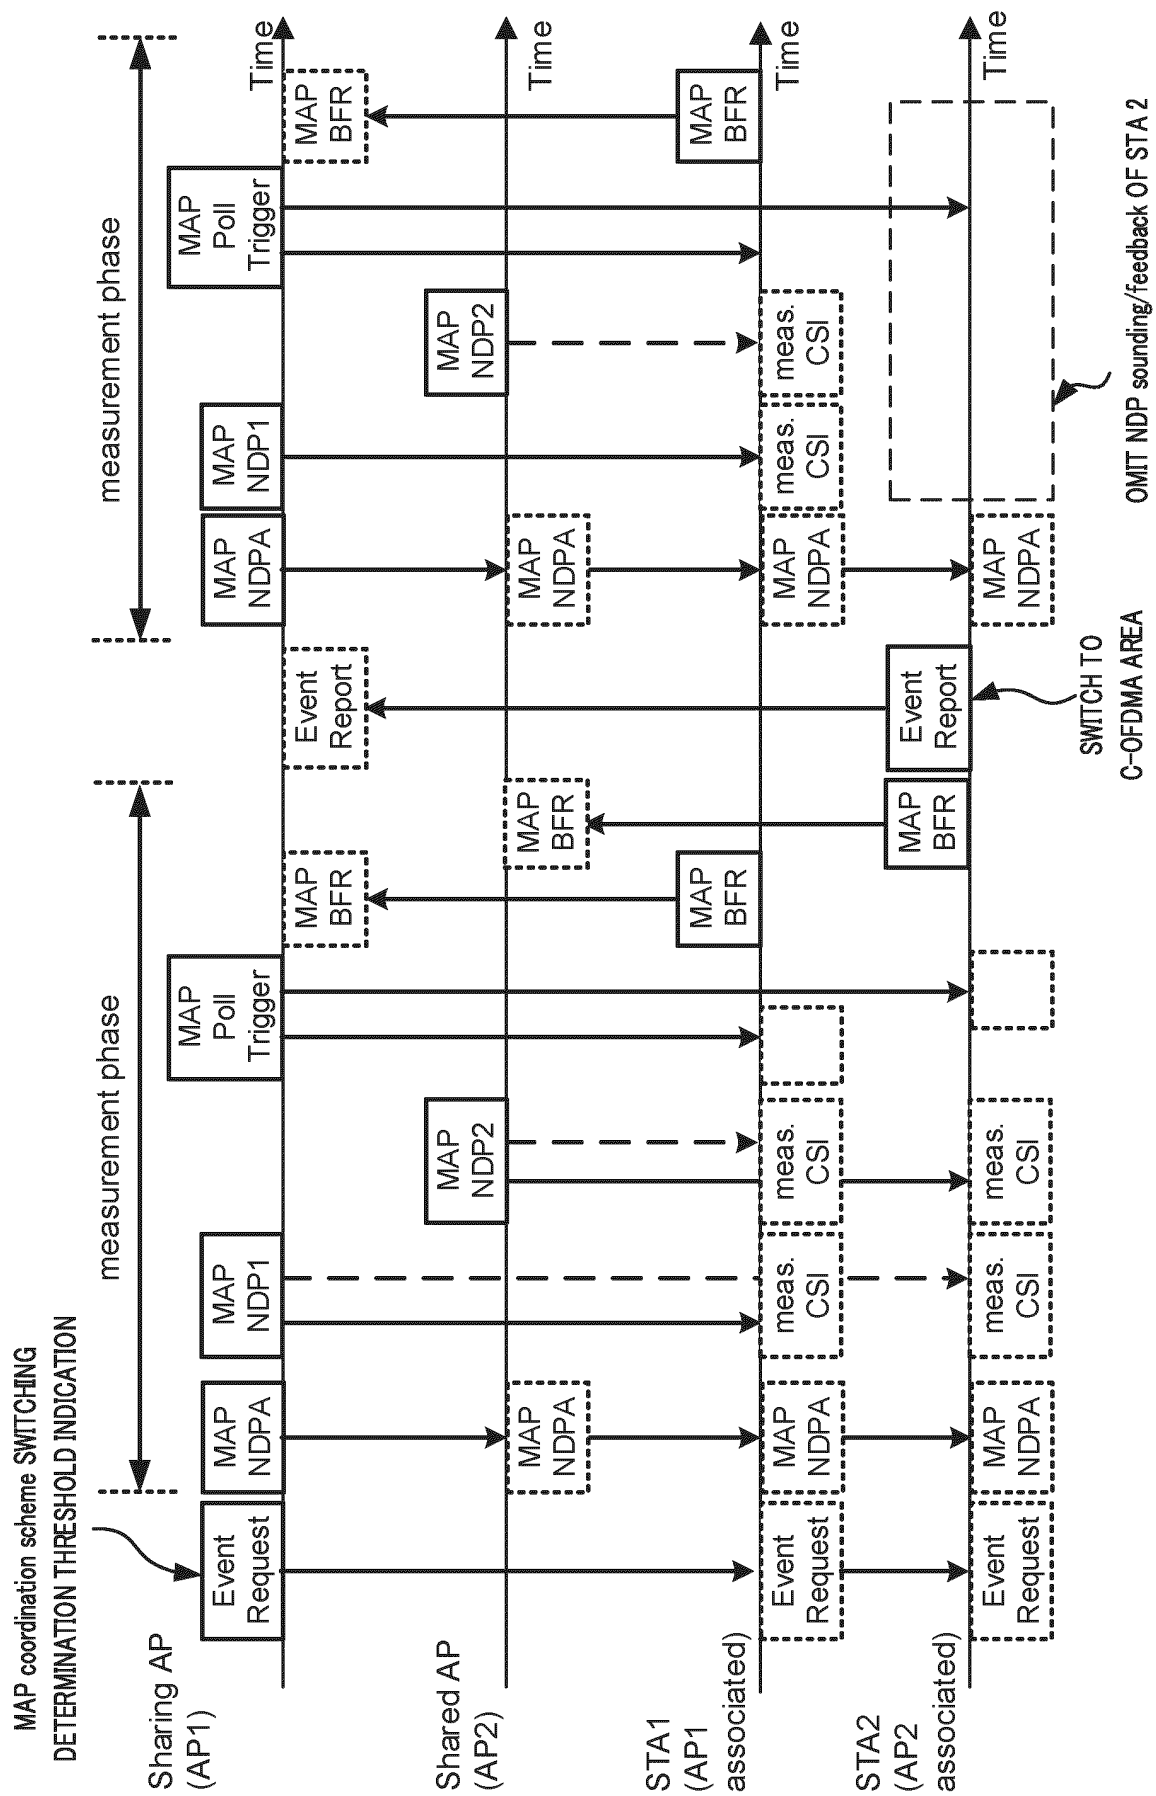 MAP coordination scheme SWITCHING
DETERMINATION THRESHOLD INDICATION
measurement phase
measurement phase
Sharing AP
(AP1)
Event
Request
MAP
NDPA
MAP
NDP1
MAP
Poll
Trigger
MAP
BFR
Event
Report
MAP
NDPA
MAP
NDP1
MAP
Poll
Trigger
MAP
BFR
Time
Shared AP
(AP2)
MAP
NDPA
MAP
NDP2
MAP
BFR
MAP
NDPA
MAP
NDP2
Time
STA1
(AP1
associated)
Event
Request
MAP
NDPA
meas.
CSI
meas.
CSI
MAP
BFR
MAP
NDPA
meas.
CSI
meas.
CSI
MAP
BFR
Time
STA2
(AP2
associated)
Event
Request
MAP
NDPA
meas.
CSI
meas.
CSI
MAP
BFR
Event
Report
MAP
NDPA
Time
SWITCH TO
C-OFDMA AREA
OMIT NDP sounding/feedback OF STA 2